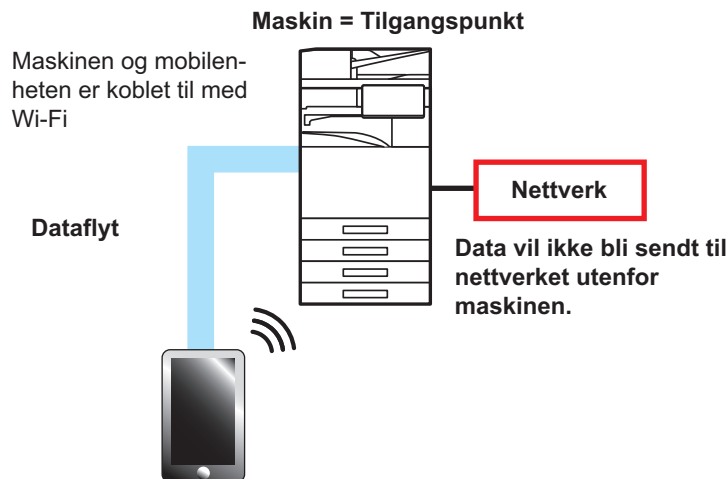 Maskin = Tilgangspunkt
Maskinen og mobilen-
heten er koblet til med
Wi-Fi
Nettverk
Dataflyt
Data vil ikke bli sendt til
nettverket utenfor
maskinen.